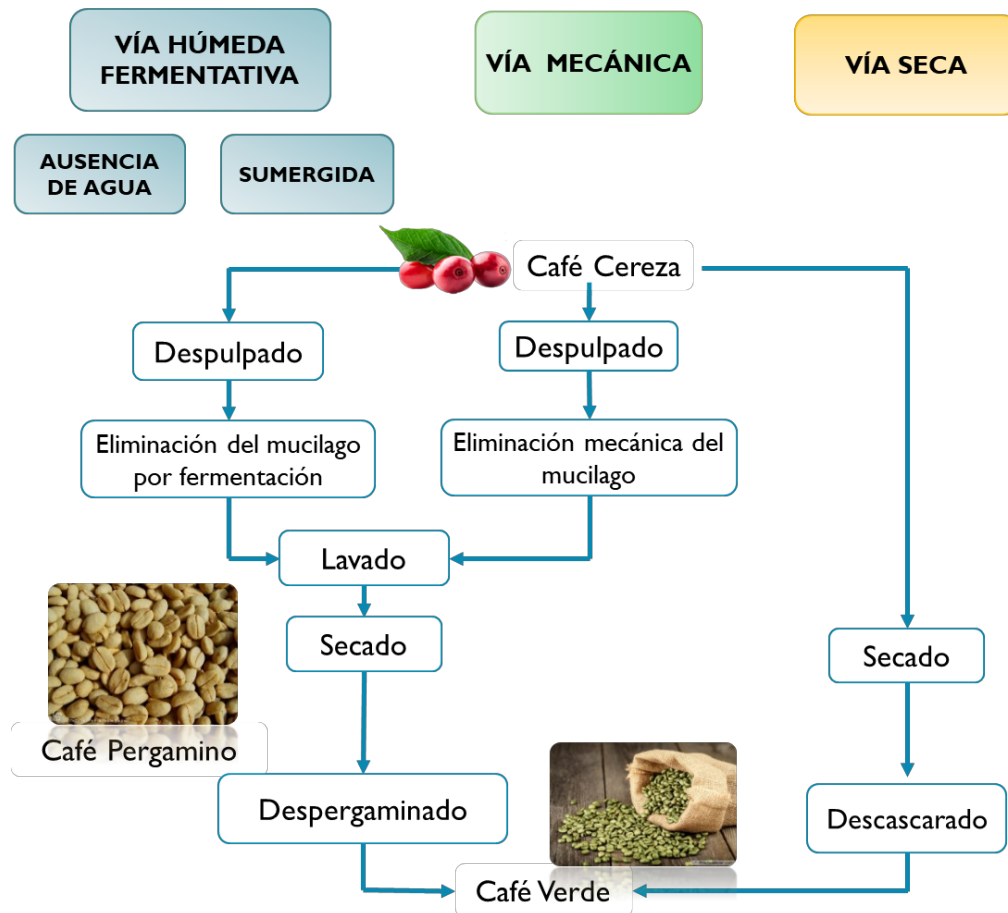 VÍA HÚMEDA
FERMENTATIVA
VÍA MECÁNICA
VÍA SECA
AUSENCIA
DE AGUA
SUMERGIDA
Café Cereza
Despulpado
Despulpado
Eliminación del mucilago
por fermentación
Eliminación mecánica del
mucilago
Lavado
Secado
Secado
Café Pergamino
Despergaminado
Descascarado
Café Verde